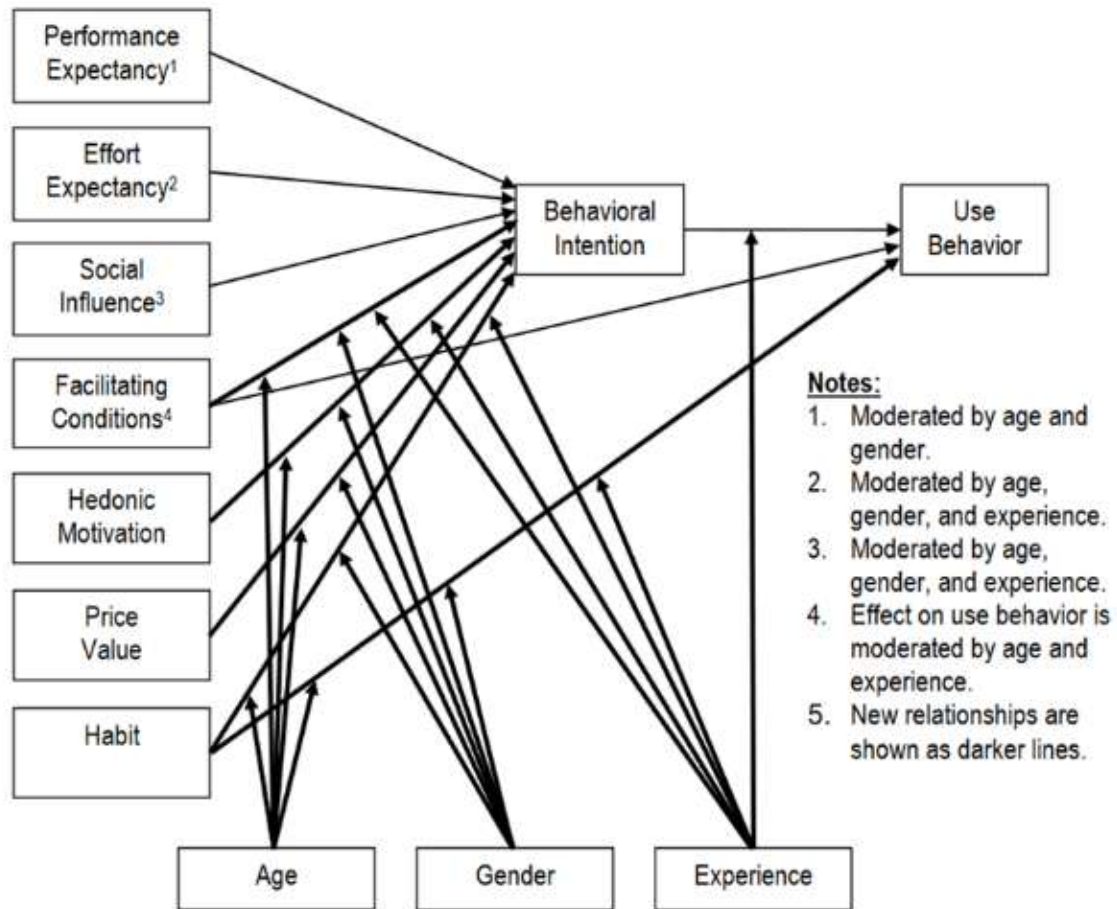 Performance
Expectancy¹
Effort
Expectancy²
Social
Influence³
Facilitating
Conditions⁴
Hedonic
Motivation
Price
Value
Habit
Behavioral
Intention
Use
Behavior
Notes:
1. Moderated by age and
gender.
2. Moderated by age,
gender, and experience.
3. Moderated by age,
gender, and experience.
4. Effect on use behavior is
moderated by age and
experience.
5. New relationships are
shown as darker lines.
Age
Gender
Experience